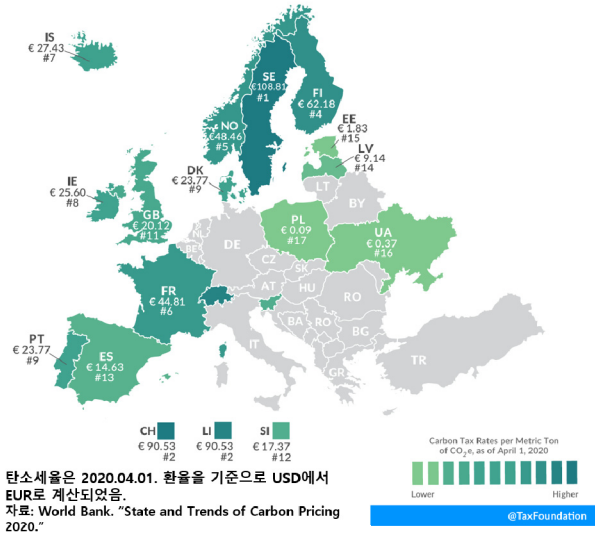 IS
€ 27.43
#7
SE
€108.81
#1
FI
€ 62.18
#4
NO
€48.46
#5
EE
€ 1.83
#15
LV
€ 9.14
#14
DK
€ 23.77
#9
IE
€ 25.60
#8
GB
€ 20.12
#11
LT
BY
NL
BE
DE
PL
€ 0.09
#17
UA
€ 0.37
#16
CZ
SK
AT
HU
RO
FR
€ 44.81
#6
BA
RO
BG
IT
GR
TR
PT
€ 23.77
#9
ES
€ 14.63
#13
CH
€ 90.53
#2
LI
€ 90.53
#2
SI
€ 17.37
#12
Carbon Tax Rates per Metric Ton
of CO₂e, as of April 1, 2020
Lower Higher
탄소세율은 2020.04.01. 환율을 기준으로 USD에서
EUR로 계산되었음.
자료: World Bank. “State and Trends of Carbon Pricing
2020.”
@TaxFoundation